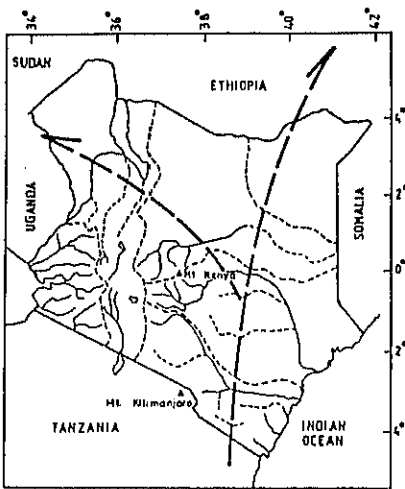 34° 36° 38° 40° 42°
SUDAN
ETHIOPIA
4°
UGANDA
2°
SOMALIA
Mt. Kenya
0°
2°
Mt. Kilimanjaro
TANZANIA
INDIAN
OCEAN
4°